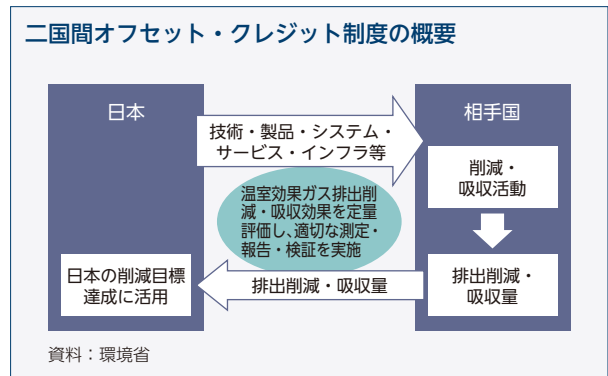 二国間オフセット・クレジット制度の概要
日本
相手国
技術・製品・システム・
サービス・インフラ等
削減・
吸収活動
温室効果ガス排出削
減・吸収効果を定量
評価し、適切な測定・
報告・検証を実施
日本の削減目標
達成に活用
排出削減・吸収量
排出削減・
吸収量
資料：環境省